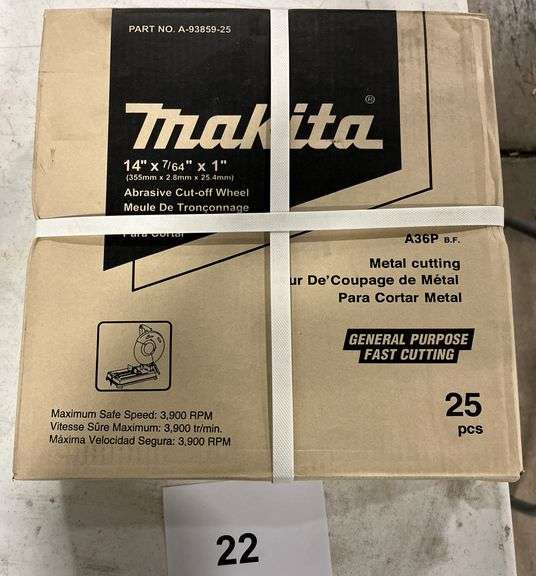 PART NO. A-93859-25
makita ®
14" x 7/64" x 1"
(355mm x 2.8mm x 25.4mm)
Abrasive Cut-off Wheel
Meule De Tronçonnage
Para Cortar
A36P B.F.
Metal cutting
ur De'Coupage de Métal
Para Cortar Metal
GENERAL PURPOSE
FAST CUTTING
25
pcs
Maximum Safe Speed: 3,900 RPM
Vitesse Sûre Maximum: 3,900 tr/min.
Máxima Velocidad Segura: 3,900 RPM
22